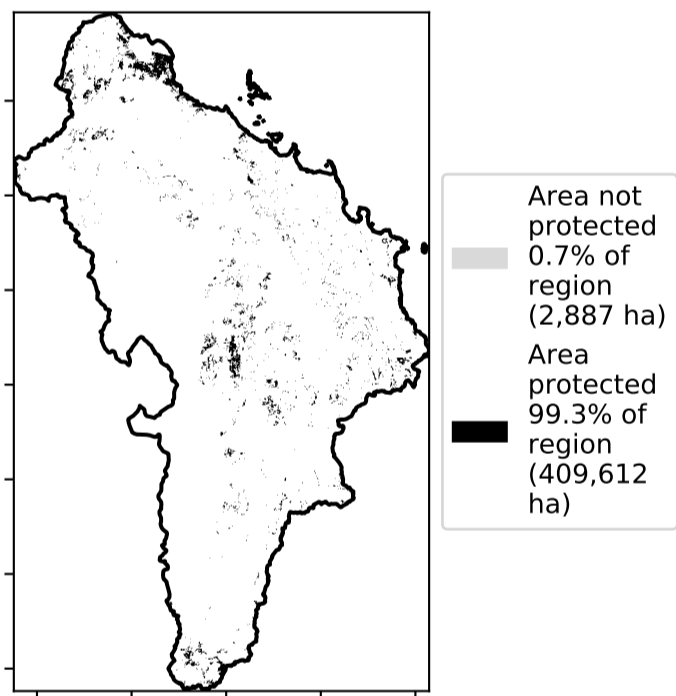 Area not
protected
0.7% of
region
(2,887 ha)
Area
protected
99.3% of
region
(409,612
ha)